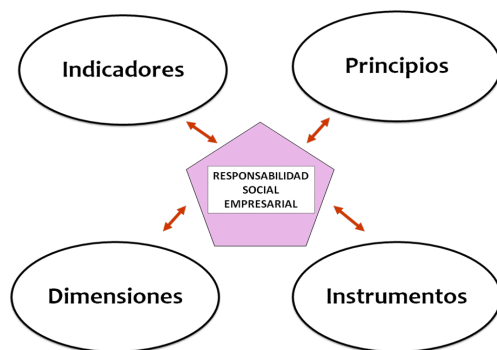 Indicadores
Principios
RESPONSABILIDAD
SOCIAL
EMPRESARIAL
Dimensiones
Instrumentos